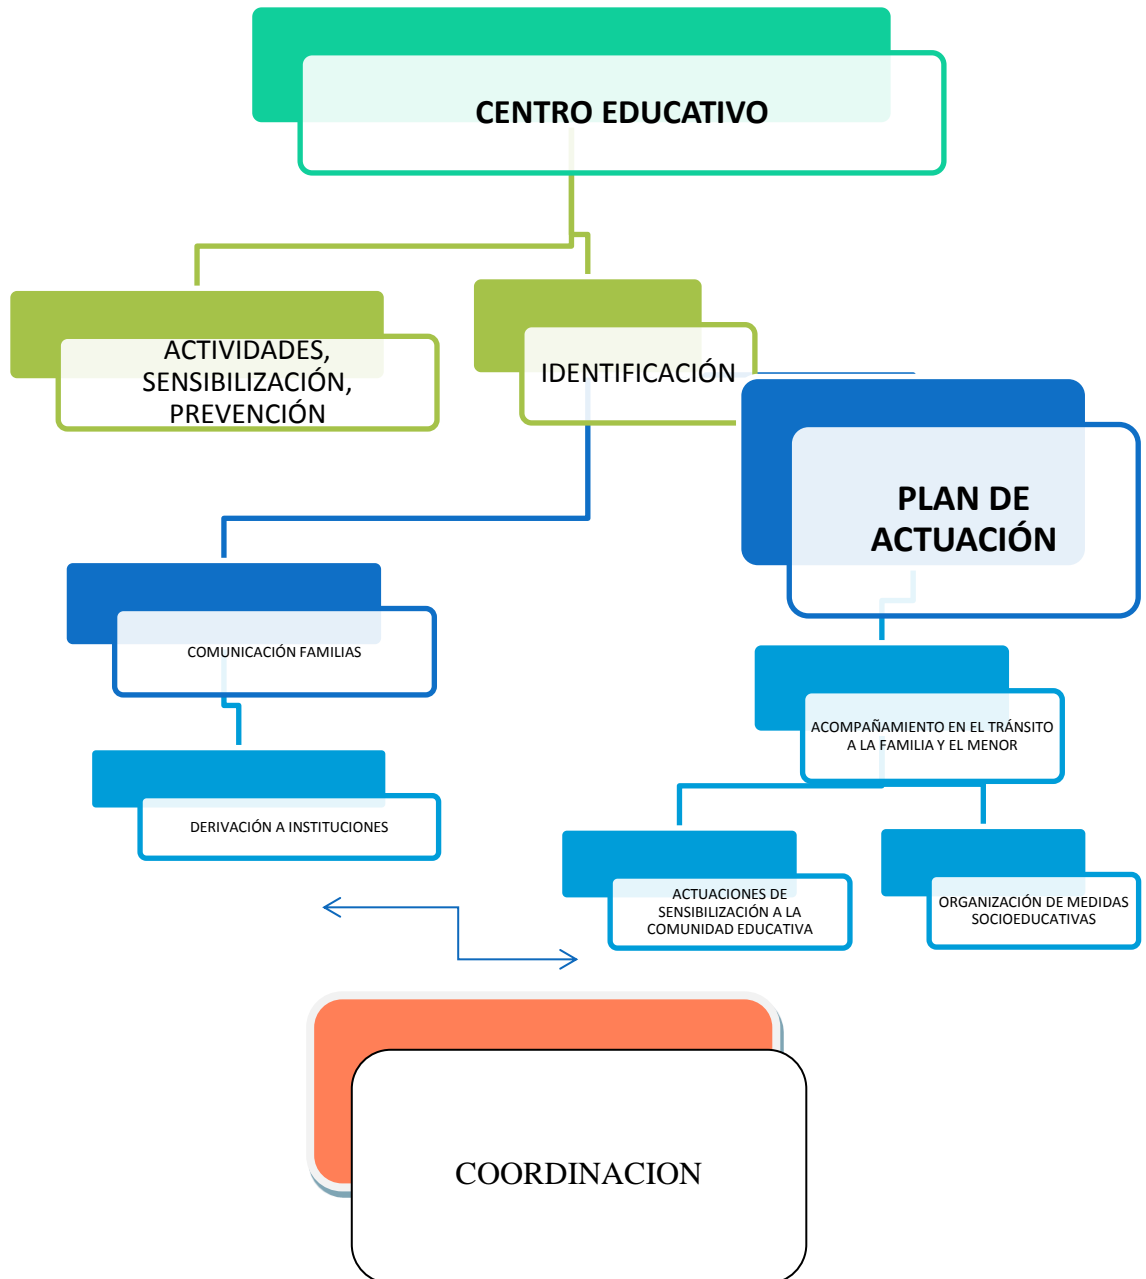 CENTRO EDUCATIVO
ACTIVIDADES,
SENSIBILIZACIÓN,
PREVENCIÓN
IDENTIFICACIÓN
PLAN DE
ACTUACIÓN
COMUNICACIÓN FAMILIAS
ACOMPAÑAMIENTO EN EL TRÁNSITO
A LA FAMILIA Y EL MENOR
DERIVACIÓN A INSTITUCIONES
ACTUACIONES DE
SENSIBILIZACIÓN A LA
COMUNIDAD EDUCATIVA
ORGANIZACIÓN DE MEDIDAS
SOCIOEDUCATIVAS
COORDINACION